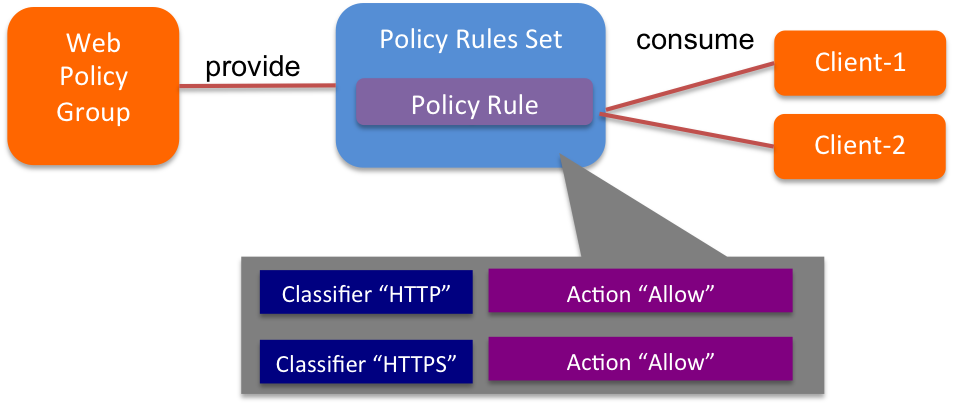 Web
Policy
Group
provide
Policy Rules Set
Policy Rule
consume
Client-1
Client-2
Classifier “HTTP”
Action “Allow”
Classifier “HTTPS”
Action “Allow”